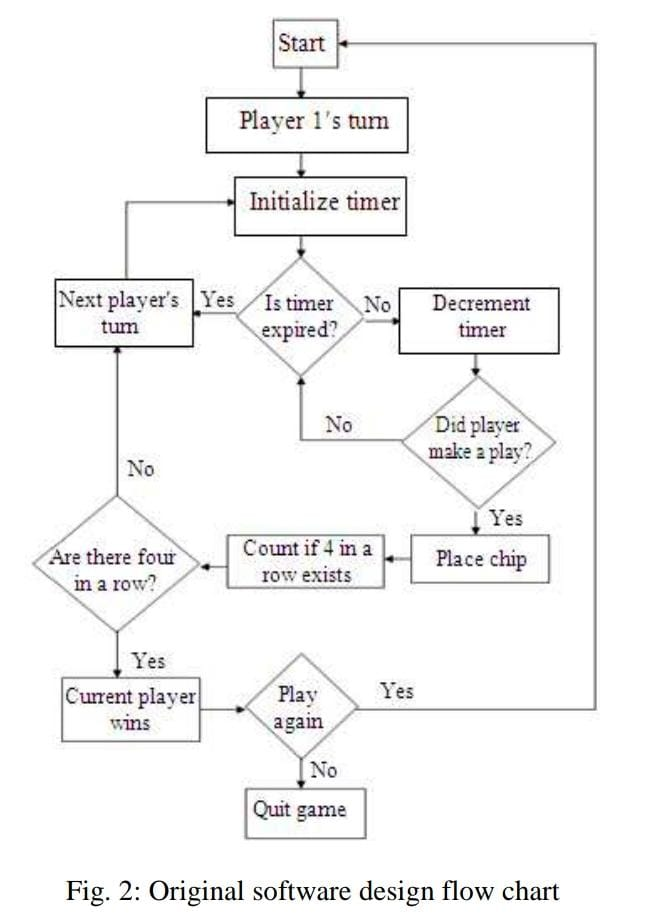 Start
Player 1's turn
Initialize timer
Next player's
turn
Yes
Is timer
expired?
No
Decrement
timer
No
Did player
make a play?
No
Yes
Are there four
in a row?
Count if 4 in a
row exists
Place chip
Yes
Current player
wins
Play
again
Yes
No
Quit game
Fig. 2: Original software design flow chart